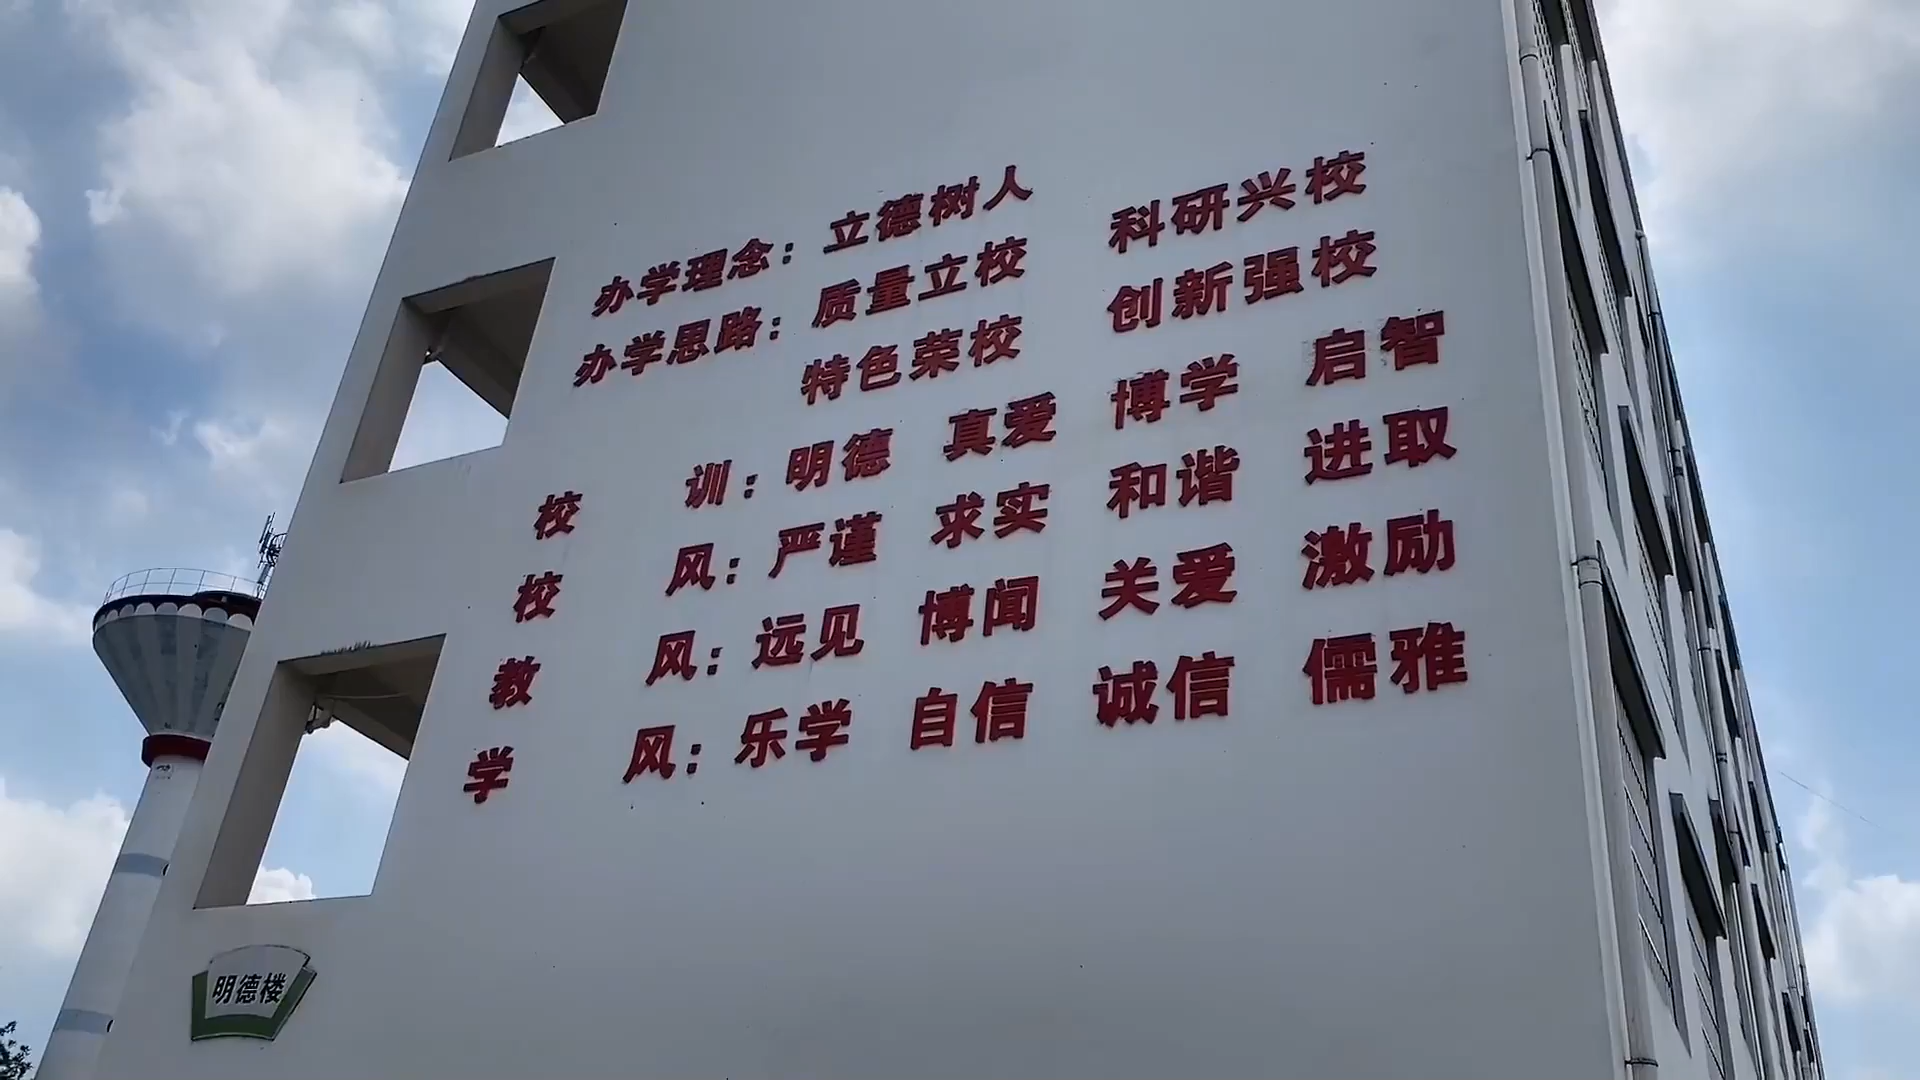 办学理念：立德树人
办学思路：质量立校 科研兴校
特色荣校 创新强校
校训：明德 真爱 博学 启智
校风：严谨 求实 和谐 进取
教风：远见 博闻 关爱 激励
学风：乐学 自信 诚信 儒雅
明德楼